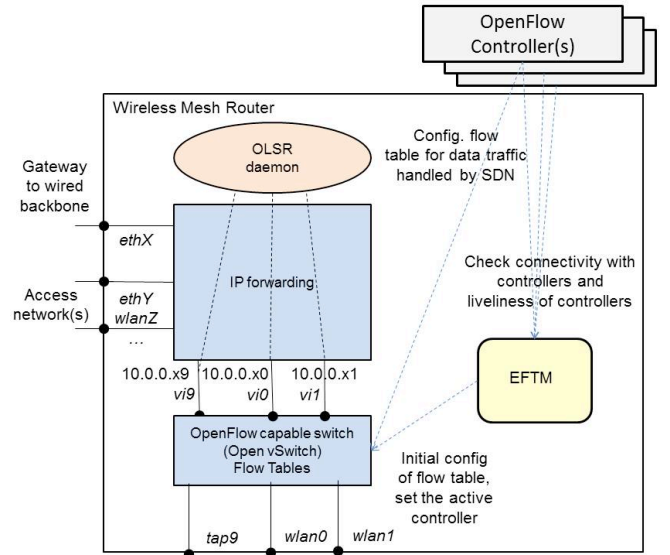 OpenFlow
Controller(s)
Wireless Mesh Router
OLSR
daemon
Config. flow
table for data traffic
handled by SDN
Gateway
to wired
backbone
ethX
IP forwarding
Check connectivity with
controllers and
liveliness of controllers
Access
network(s)
ethY
wlanZ
...
10.0.0.x9 10.0.0.x0 10.0.0.x1
vi9 vi0 vi1
EFTM
OpenFlow capable switch
(Open vSwitch)
Flow Tables
Initial config
of flow table,
set the active
controller
tap9 wlan0 wlan1